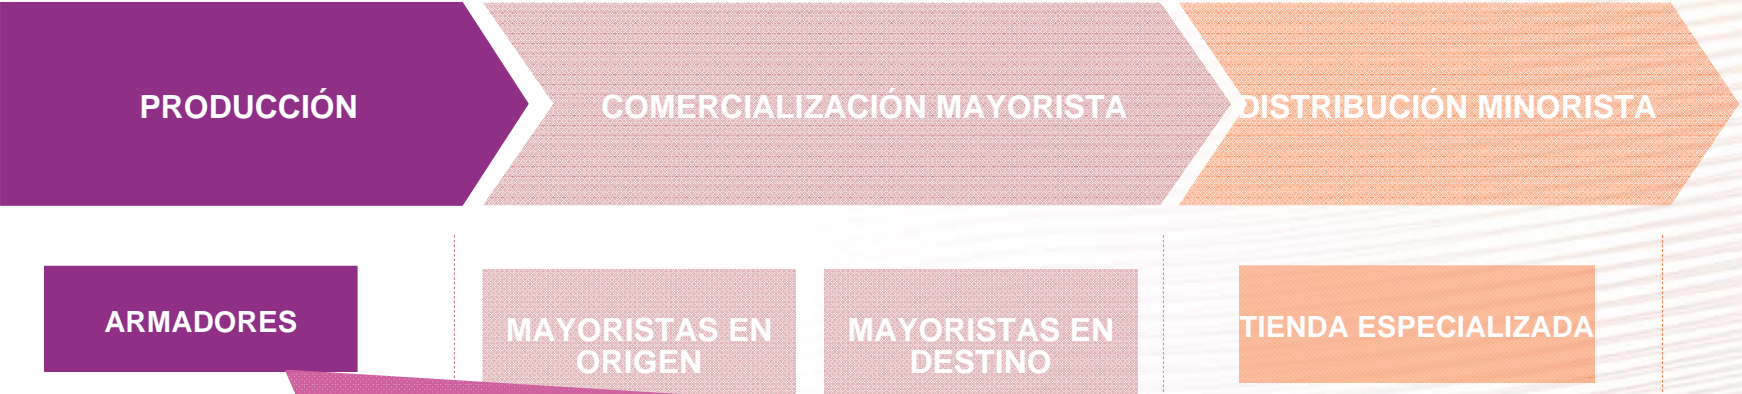 PRODUCCIÓN
COMERCIALIZACIÓN MAYORISTA
DISTRIBUCIÓN MINORISTA
ARMADORES
MAYORISTAS EN
ORIGEN
MAYORISTAS EN
DESTINO
TIENDA ESPECIALIZADA